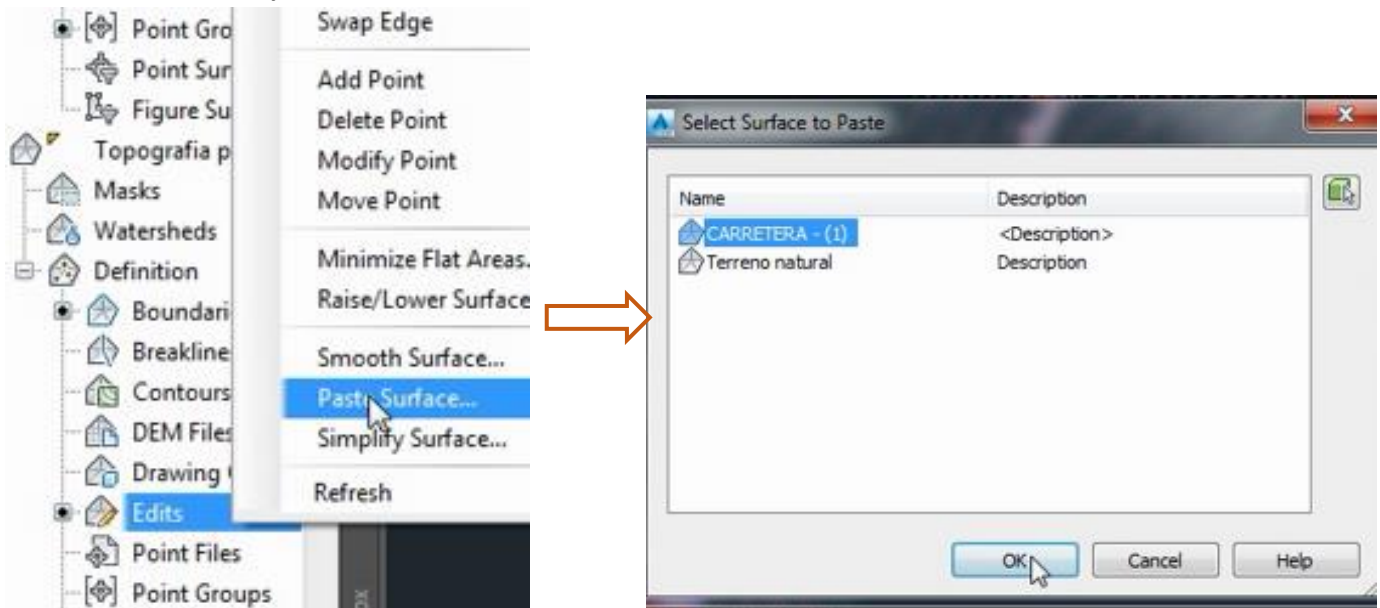 Point Gro
Point Sur
Figure Su
Topografia p
Masks
Watersheds
Definition
Boundari
Breakline
Contours
DEM Files
Drawing
Edits
Point Files
Point Groups
Swap Edge
Add Point
Delete Point
Modify Point
Move Point
Minimize Flat Areas.
Raise/Lower Surface
Smooth Surface...
Paste Surface...
Simplify Surface...
Refresh
Select Surface to Paste
Name Description
CARRETERA - (1) <Description>
Terreno natural Description
OK Cancel Help